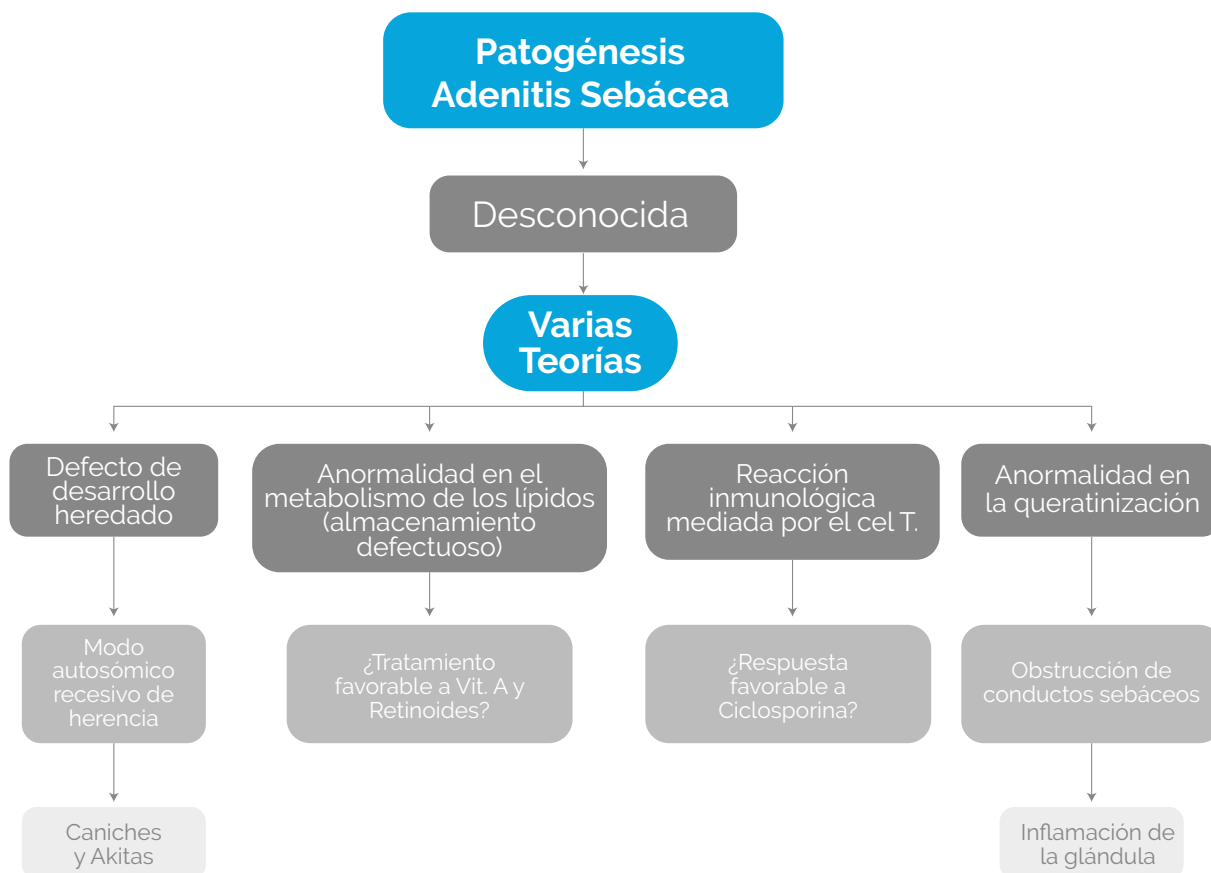 Patogénesis
Adenitis Sebácea
Desconocida
Varias
Teorías
Defecto de
desarrollo
heredado
Anormalidad en el
metabolismo de los lípidos
(almacenamiento
defectuoso)
Reacción
inmunológica
mediada por el cel T.
Anormalidad en
la queratinización
Modo
autosómico
recesivo de
herencia
¿Tratamiento
favorable a Vit. A y
Retinoides?
¿Respuesta
favorable a
Ciclosporina?
Obstrucción de
conductos sebáceos
Caniches
y Akitas
Inflamación de
la glándula